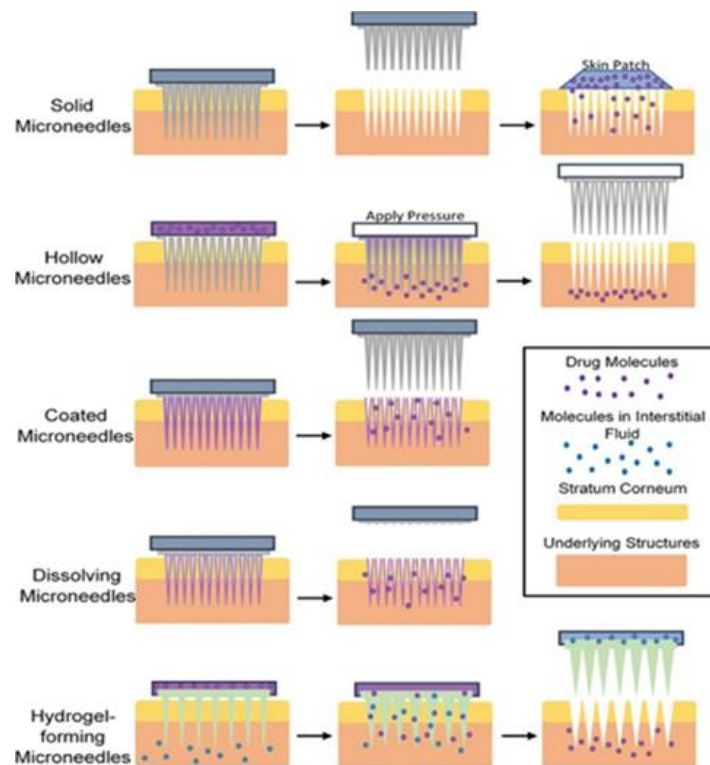 Skin Patch
Solid
Microneedles
Apply Pressure
Hollow
Microneedles
Coated
Microneedles
Drug Molecules
Molecules in Interstitial
Fluid
Stratum Corneum
Underlying Structures
Dissolving
Microneedles
Hydrogel-
forming
Microneedles